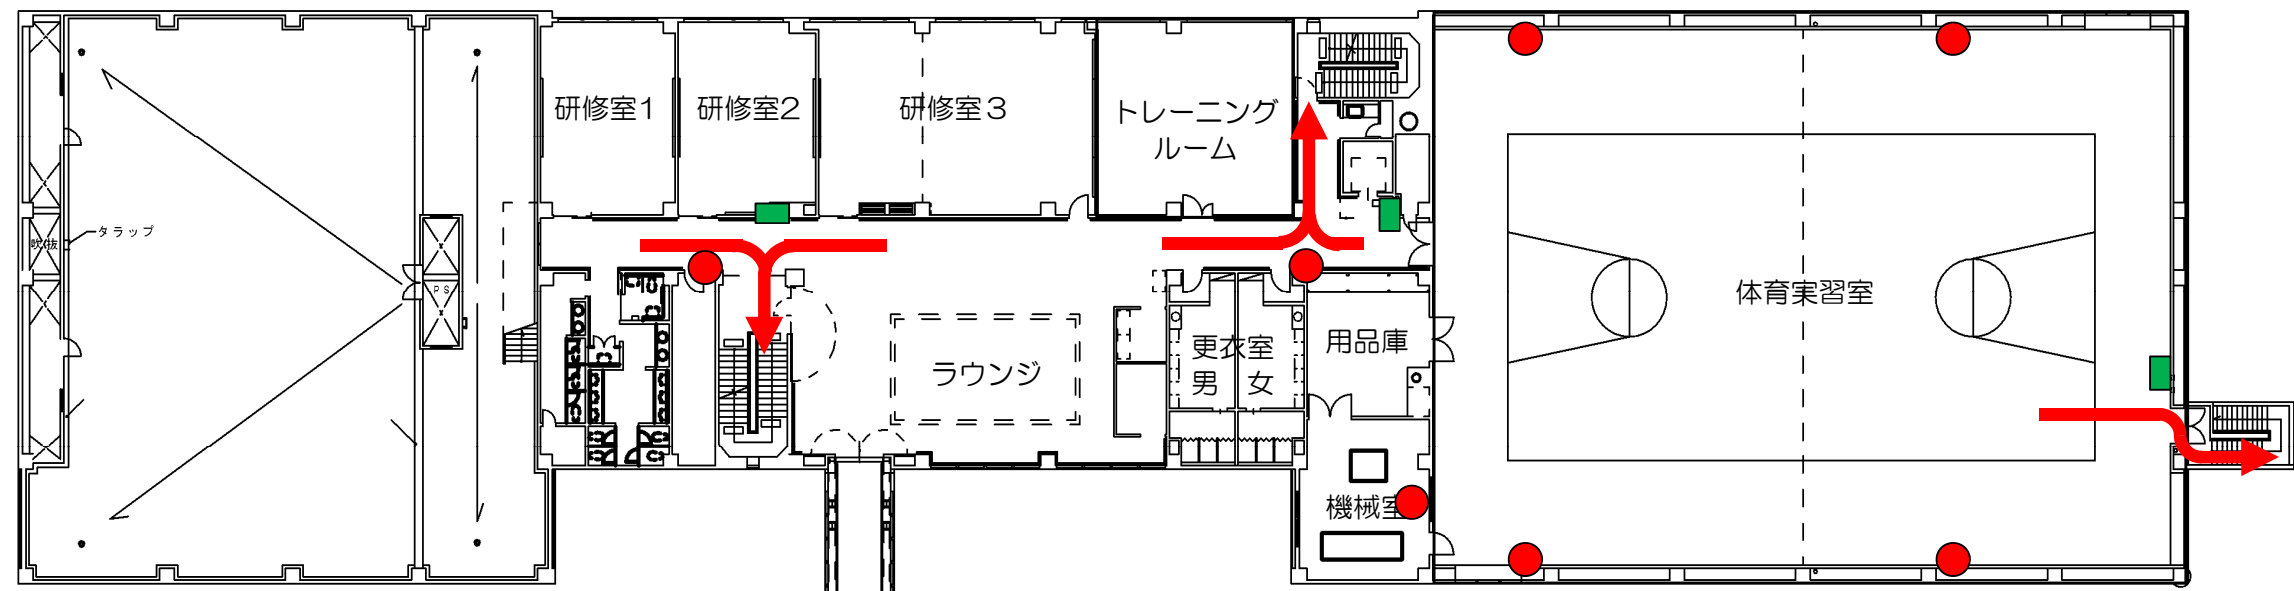 研修室1
研修室2
研修室3
トレーニング
ルーム
タラップ
吹抜
PS
体育実習室
ラウンジ
更衣室
男 女
用品庫
機械室